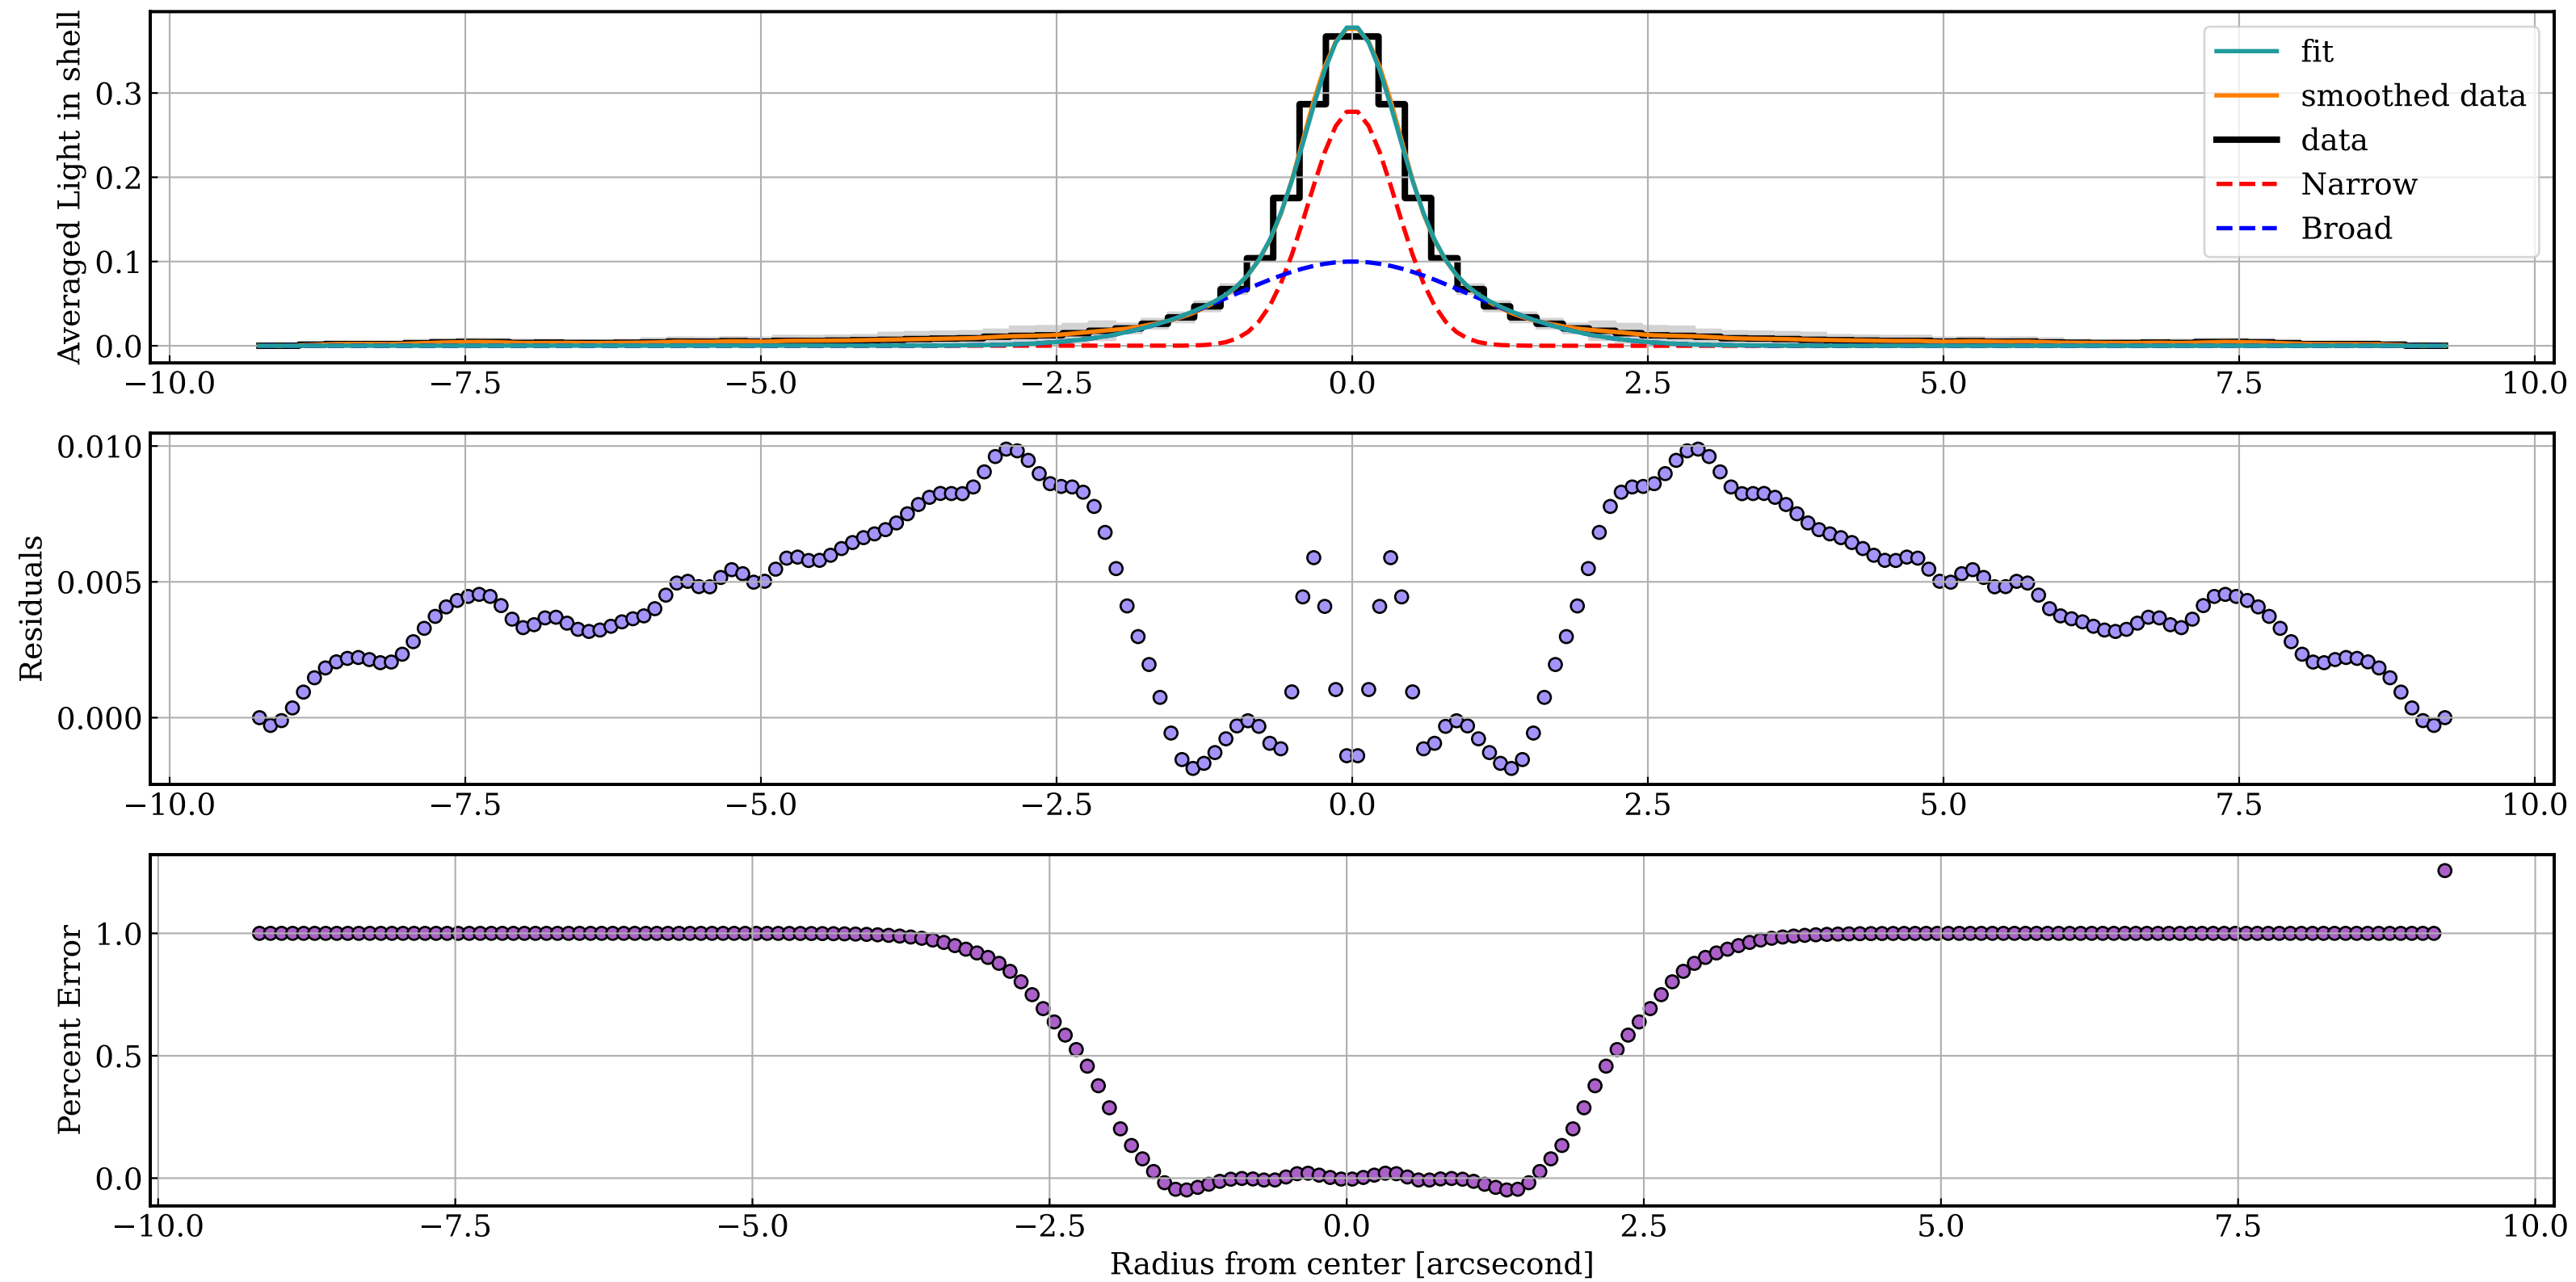 Averaged Light in shell
0.3
0.2
0.1
0.0
fit
smoothed data
data
Narrow
Broad
−10.0 −7.5 −5.0 −2.5 0.0 2.5 5.0 7.5 10.0
Residuals
0.010
0.005
0.000
−10.0 −7.5 −5.0 −2.5 0.0 2.5 5.0 7.5 10.0
Percent Error
1.0
0.5
0.0
−10.0 −7.5 −5.0 −2.5 0.0 2.5 5.0 7.5 10.0
Radius from center [arcsecond]